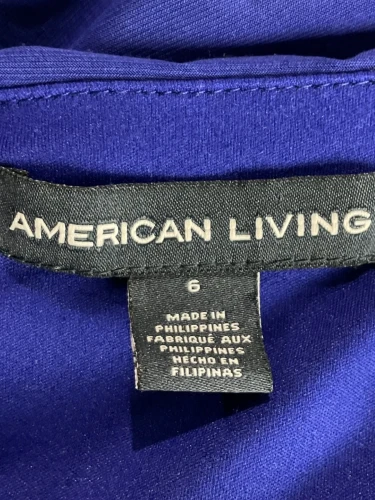 AMERICAN LIVING
6
MADE IN
PHILIPPINES
FABRIQUÉ AUX
PHILIPPINES
HECHO EN
FILIPINAS